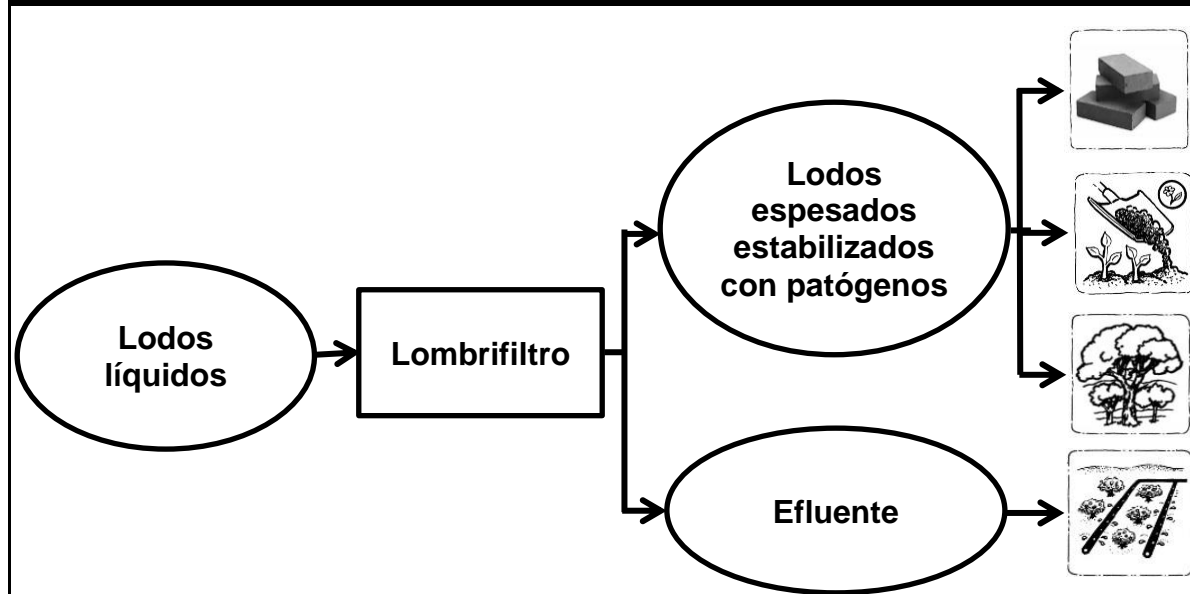 Lodos
líquidos
Lombrifiltro
Lodos
espesados
estabilizados
con patógenos
Efluente